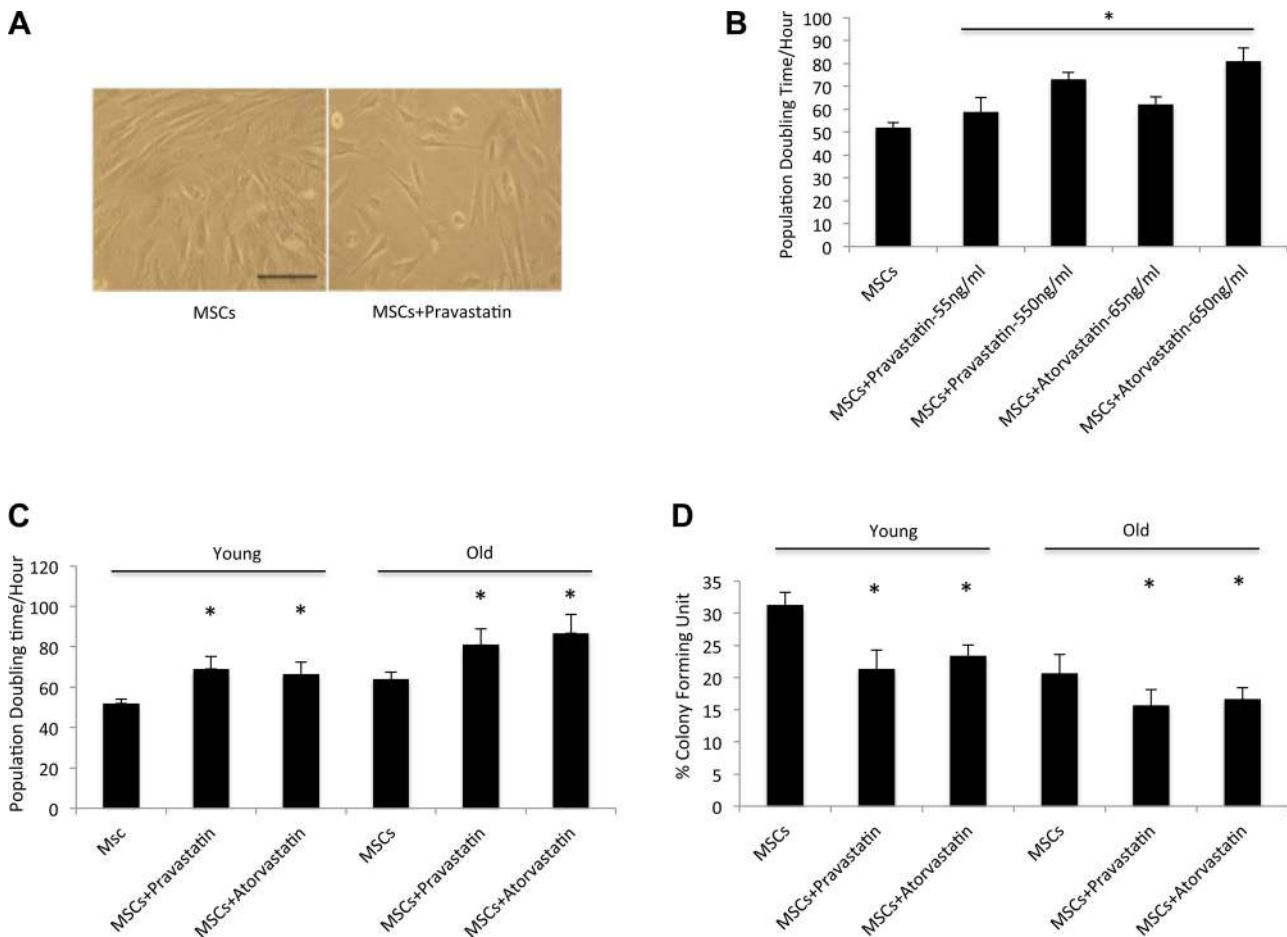 A
MSCs
MSCs+Pravastatin
B
*
Population Doubling Time/Hour
100
90
80
70
60
50
40
30
20
10
0
MSCs
MSCs+Pravastatin-55ng/ml
MSCs+Pravastatin-550ng/ml
MSCs+Atorvastatin-65ng/ml
MSCs+Atorvastatin-650ng/ml
C
Young
Old
Population Doubling time/Hour
120
100
80
60
40
20
0
*
*
*
*
Msc
MSCs+Pravastatin
MSCs+Atorvastatin
MSCs
MSCs+Pravastatin
MSCs+Atorvastatin
D
Young
Old
% Colony Forming Unit
35
30
25
20
15
10
5
0
*
*
*
*
MSCs
MSCs+Pravastatin
MSCs+Atorvastatin
MSCs
MSCs+Pravastatin
MSCs+Atorvastatin